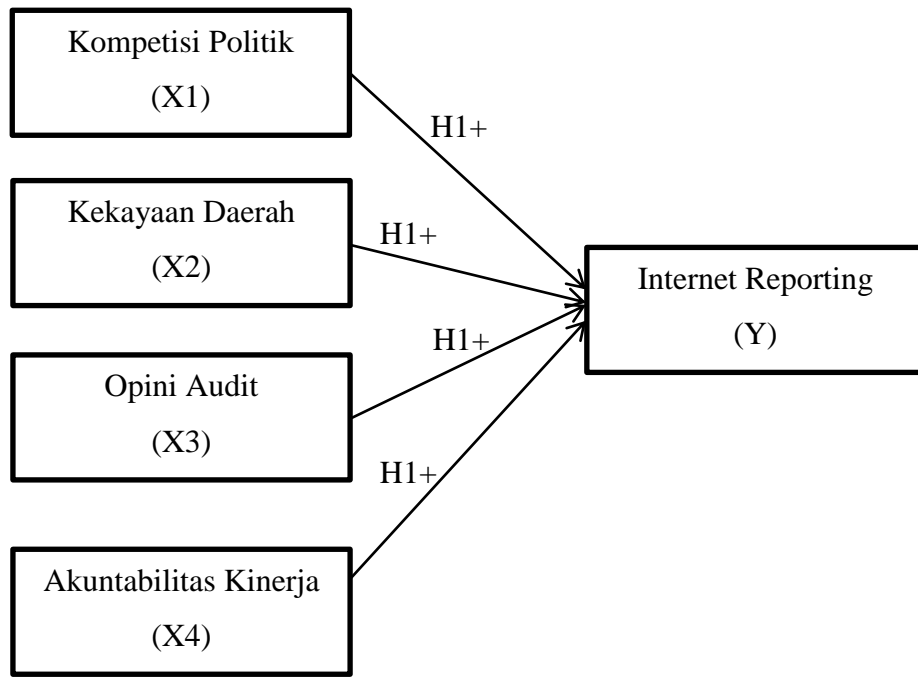 Kompetisi Politik
(X1)
H1+
Kekayaan Daerah
(X2)
H1+
Internet Reporting
(Y)
Opini Audit
(X3)
H1+
Akuntabilitas Kinerja
(X4)
H1+